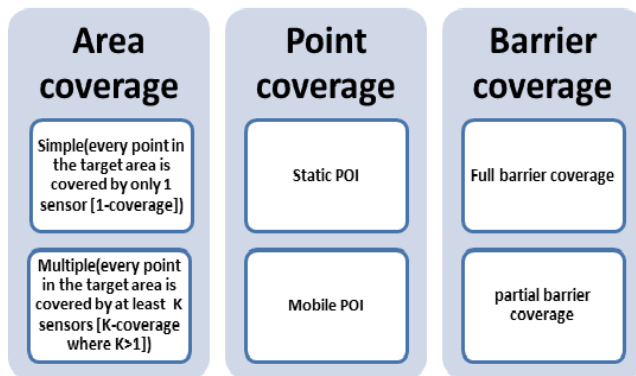 Area
coverage
Simple(every point in
the target area is
covered by only 1
sensor [1-coverage])
Multiple(every point
in the target area is
covered by at least K
sensors [K-coverage
where K>1])
Point
coverage
Static POI
Mobile POI
Barrier
coverage
Full barrier coverage
partial barrier
coverage